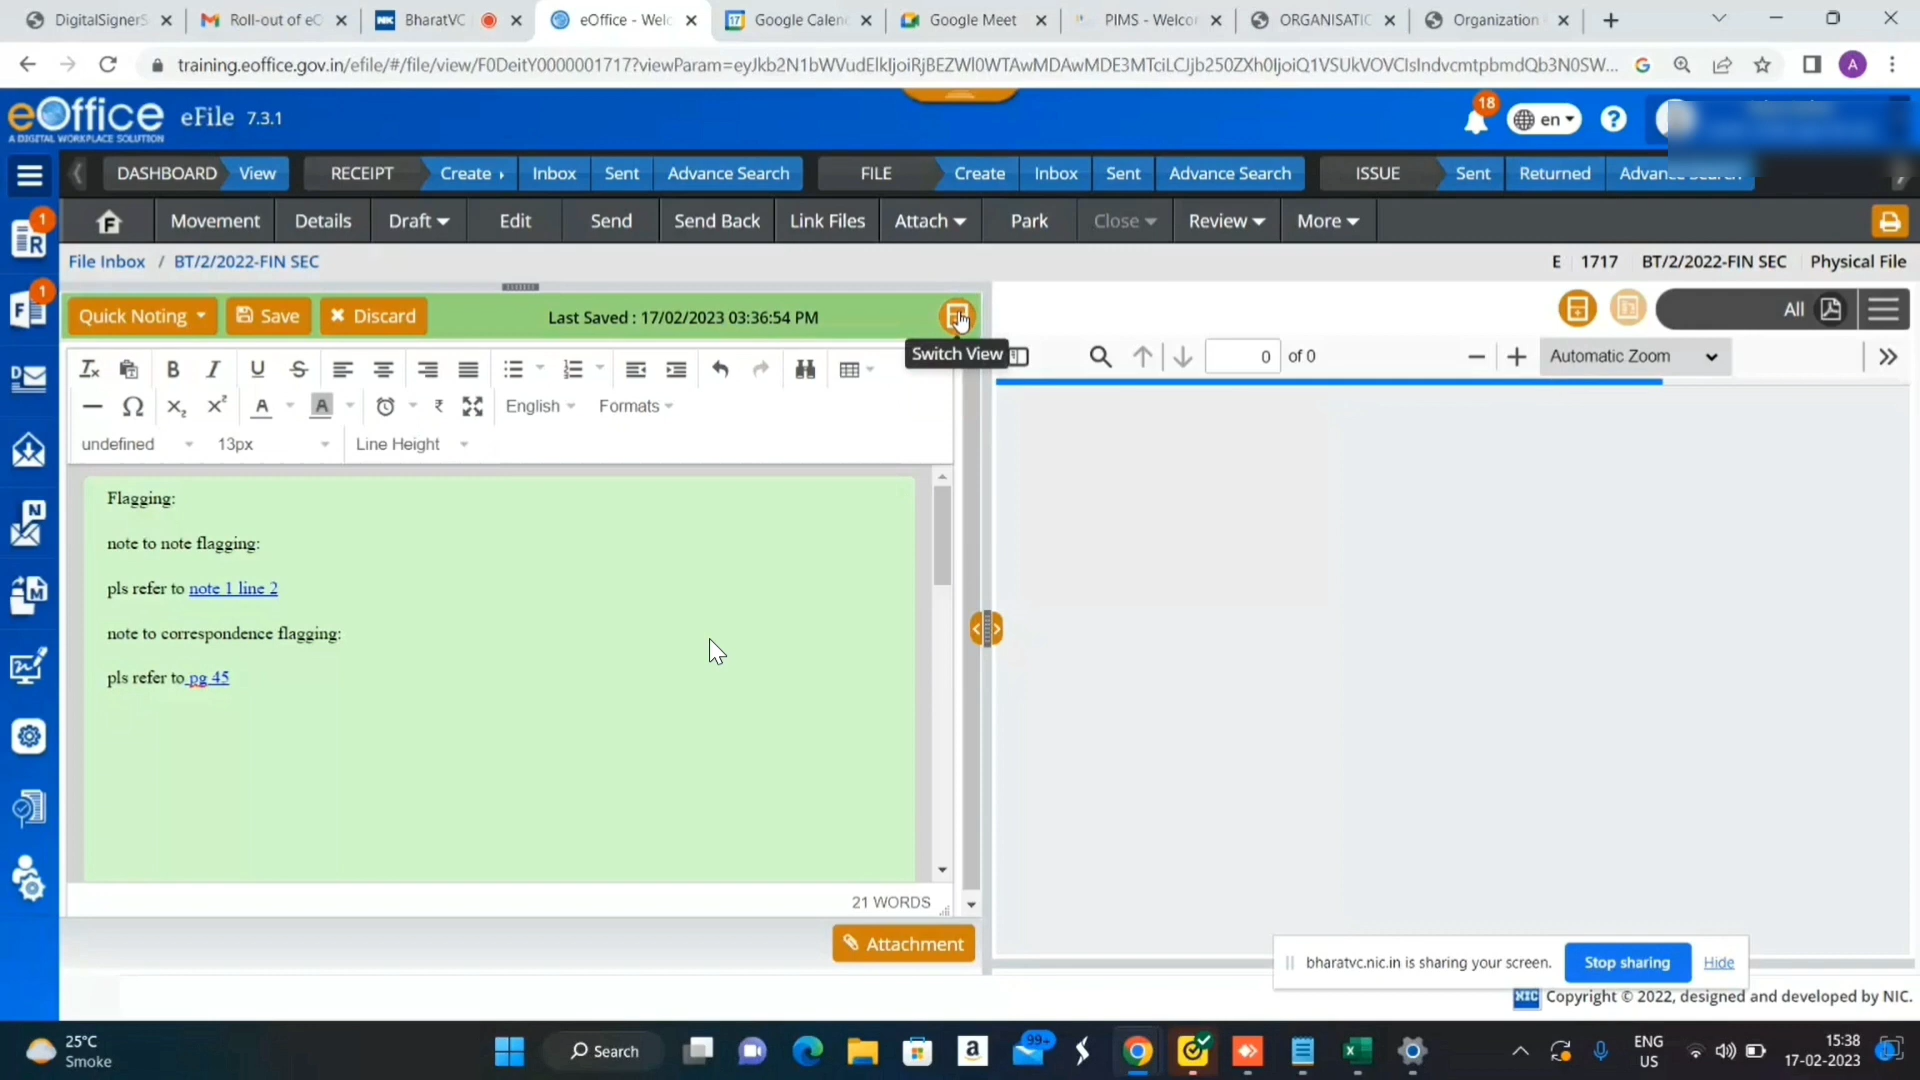 DigitalSignerS
Roll-out of eO
BharatVC
eOffice - Welc
Google Calen
Google Meet
PIMS - Welcor
ORGANISATIO
Organization
training.eoffice.gov.in/efile/#/file/view/F0DeitY0000001717?viewParam=
A
eOffice
A DIGITAL WORKPLACE SOLUTION
eFile 7.3.1
18
en
?
DASHBOARD View RECEIPT Create Inbox Sent Advance Search FILE Create Inbox Sent Advance Search ISSUE Sent Returned
Movement Details Draft Edit Send Send Back Link Files Attach Park Close Review More
File Inbox / BT/2/2022-FIN SEC
E 1717 BT/2/2022-FIN SEC Physical File
1
R
1
F
D
N
M
Quick Noting Save Discard Last Saved : 17/02/2023 03:36:54 PM
All
Switch View
0 of 0
Automatic Zoom
English Formats
undefined 13px Line Height
Flagging:
note to note flagging:
pls refer to note 1 line 2
note to correspondence flagging:
pls refer to pg 45
21 WORDS
Attachment
bharatvc.nic.in is sharing your screen. Stop sharing Hide
NIC Copyright © 2022, designed and developed by NIC.
25°C
Smoke
Search
99+
ENG
US
15:38
17-02-2023